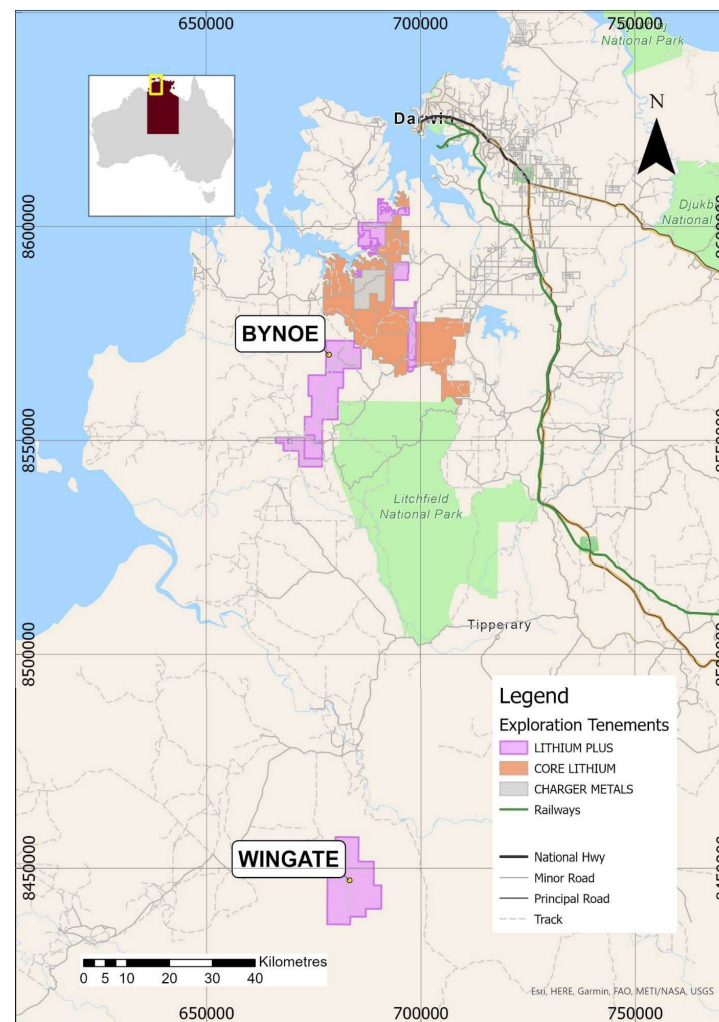 650000
700000
750000
National Park
N
Darwin
8600000
Djukb
National
BYNOE
8550000
8550000
Litchfield
National Park
8500000
Tipperary
Legend
Exploration Tenements
LITHIUM PLUS
CORE LITHIUM
CHARGER METALS
Railways
National Hwy
Minor Road
Principal Road
Track
WINGATE
8450000
Kilometres
0 5 10 20 30 40
Esri, HERE, Garmin, FAO, METI/NASA, USGS
650000
700000
750000